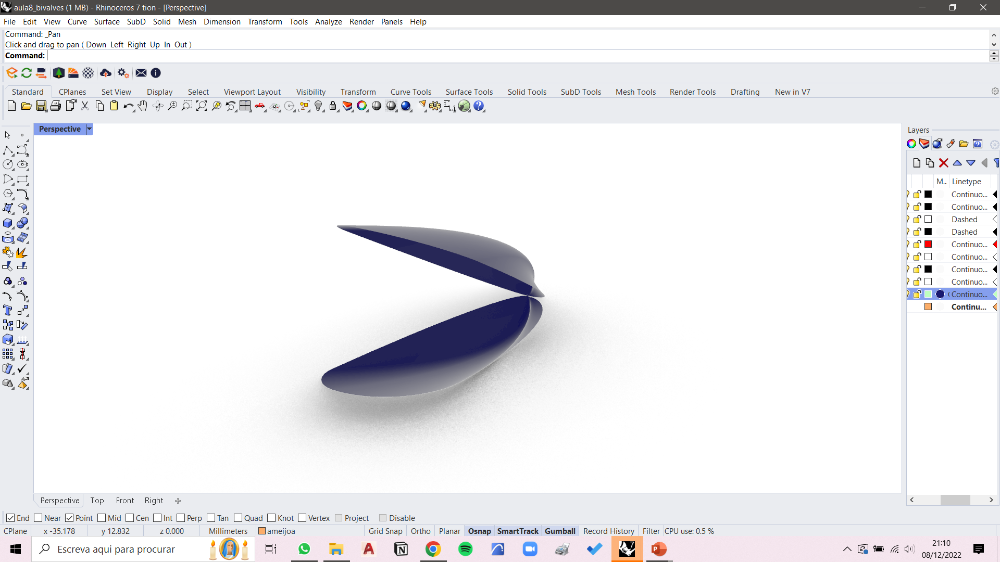 aula8_bivalves (1 MB) - Rhinoceros 7 tion - [Perspective]
File Edit View Curve Surface SubD Solid Mesh Dimension Transform Tools Analyze Render Panels Help
Command: _Pan
Click and drag to pan ( Down Left Right Up In Out )
Command:
Standard CPlanes Set View Display Select Viewport Layout Visibility Transform Curve Tools Surface Tools Solid Tools SubD Tools Mesh Tools Render Tools Drafting New in V7
Perspective
Layers
M.. Linetype
Continuo...
Continuo...
Dashed
Dashed
Continuo...
Continuo...
Continuo...
Continuo...
Continuo...
Continu...
Perspective Top Front Right
End Near Point Mid Cen Int Perp Tan Quad Knot Vertex Project Disable
CPlane x -35.178 y 12.832 z 0.000 Millimeters ameijoa Grid Snap Ortho Planar Osnap SmartTrack Gumball Record History Filter CPU use: 0.5 %
Escreva aqui para procurar
21:10
08/12/2022